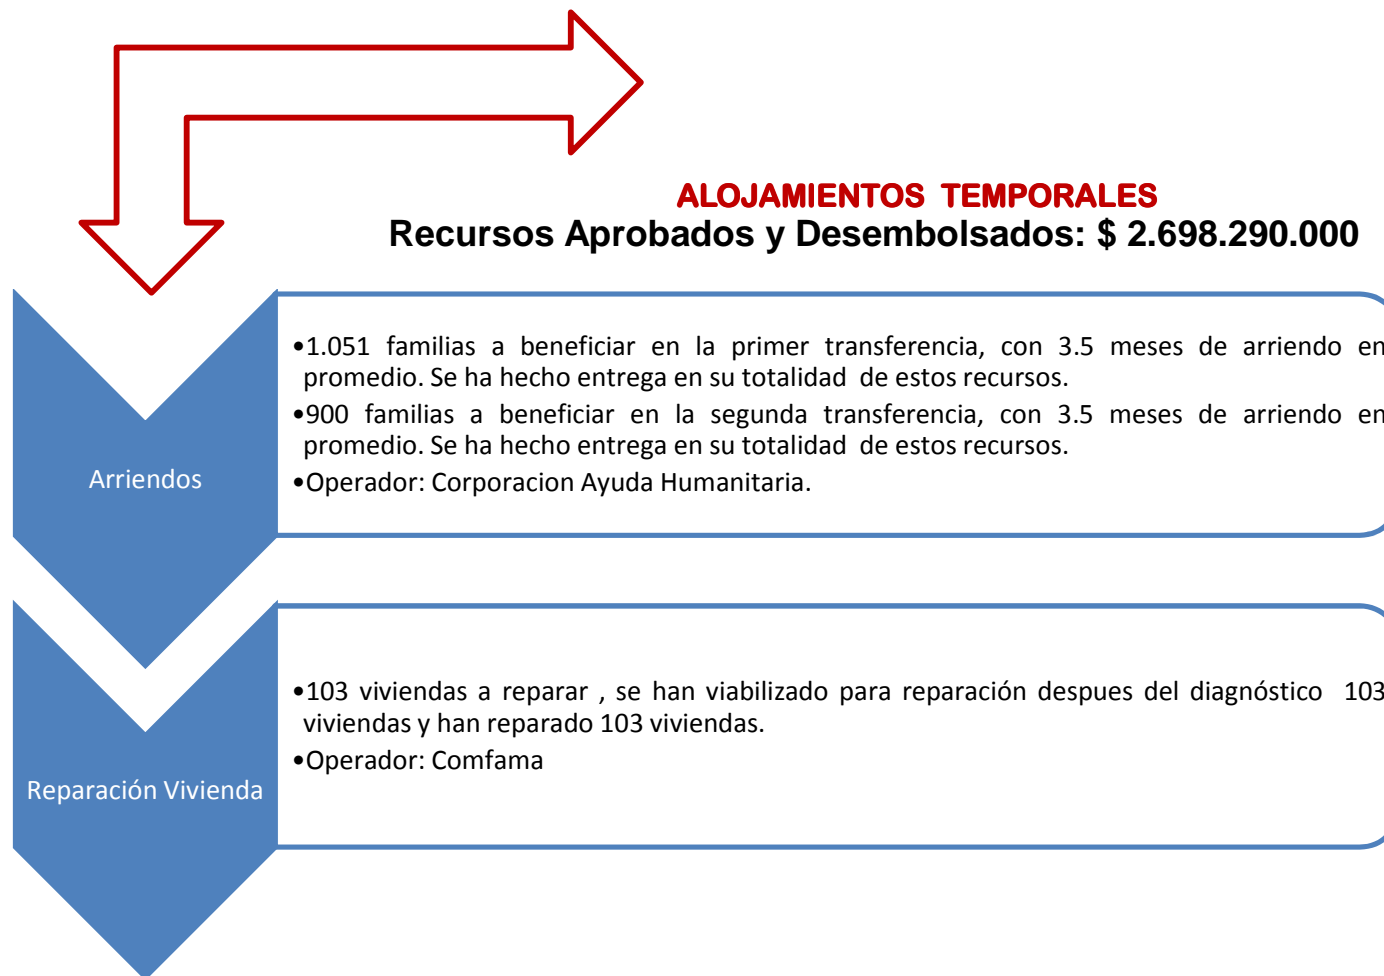 ALOJAMIENTOS TEMPORALES
Recursos Aprobados y Desembolsados: $ 2.698.290.000
Arriendos
•1.051 familias a beneficiar en la primer transferencia, con 3.5 meses de arriendo en
promedio. Se ha hecho entrega en su totalidad de estos recursos.
•900 familias a beneficiar en la segunda transferencia, con 3.5 meses de arriendo en
promedio. Se ha hecho entrega en su totalidad de estos recursos.
•Operador: Corporacion Ayuda Humanitaria.
Reparación Vivienda
•103 viviendas a reparar , se han viabilizado para reparación despues del diagnóstico 103
viviendas y han reparado 103 viviendas.
•Operador: Comfama